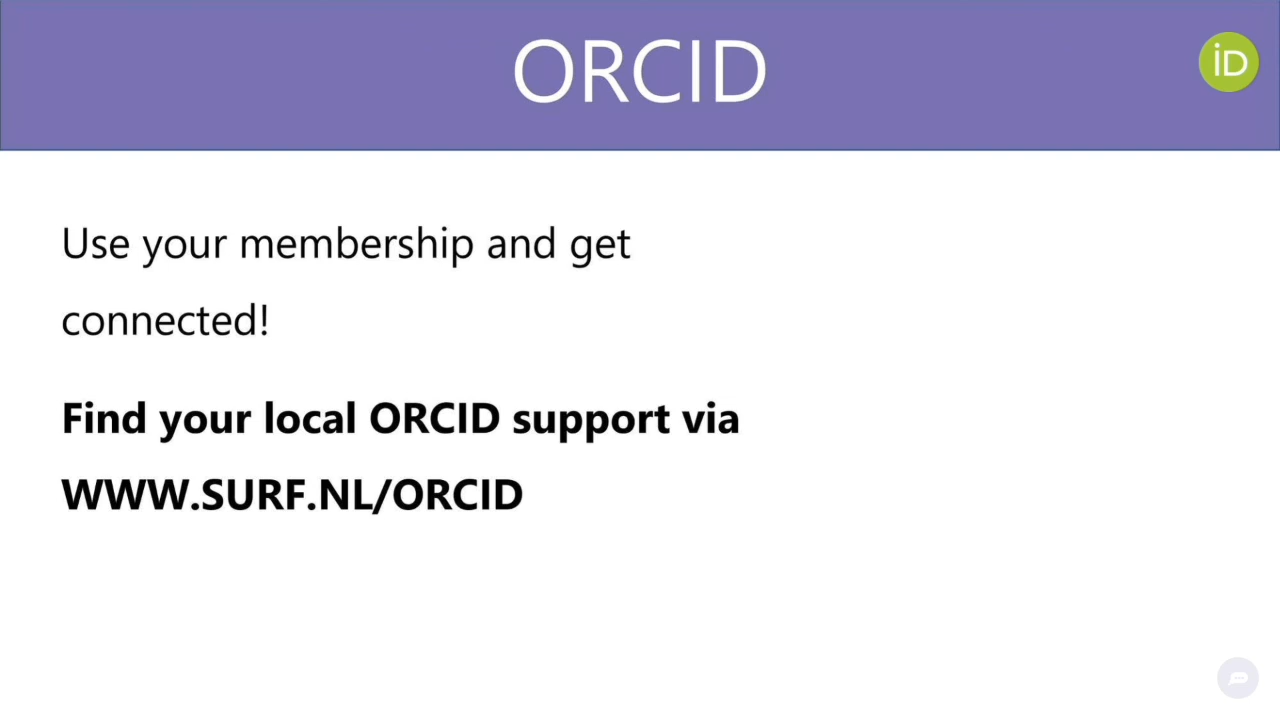 ORCID
iD
Use your membership and get
connected!
Find your local ORCID support via
WWW.SURF.NL/ORCID